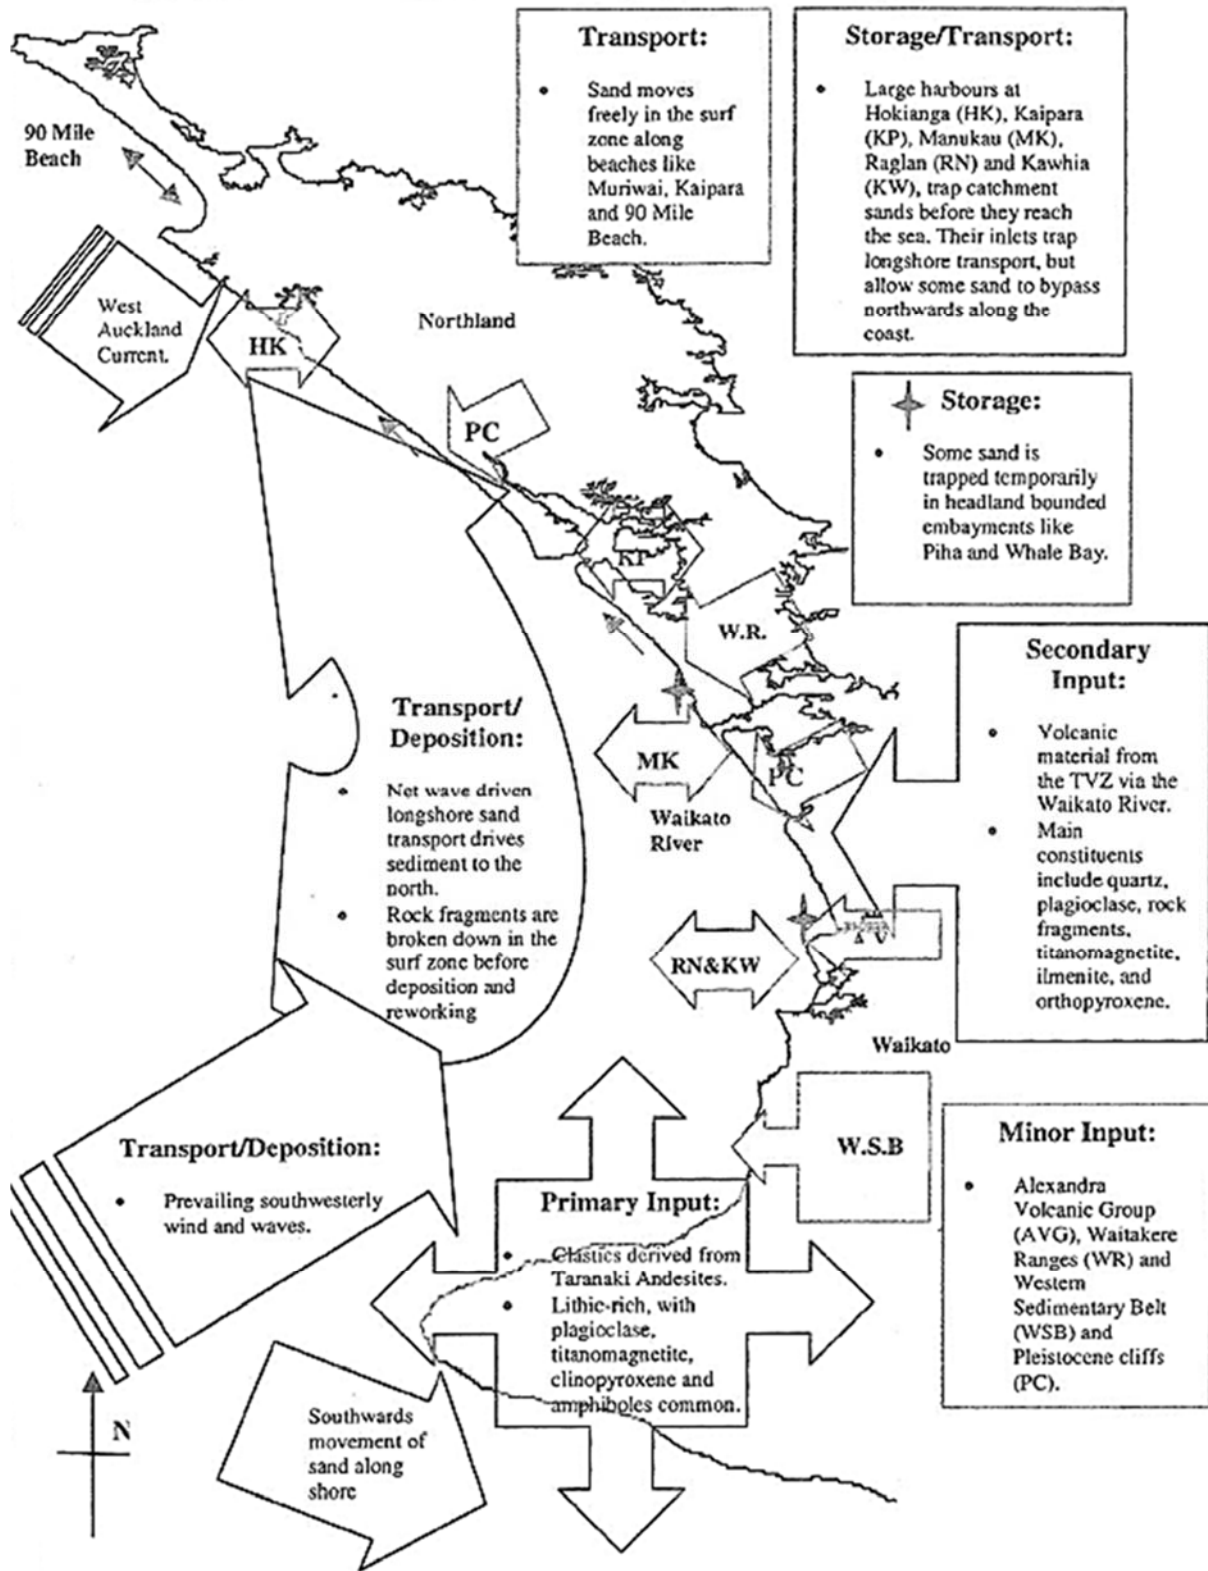 Transport:
• Sand moves
freely in the surf
zone along
beaches like
Muriwai, Kaipara
and 90 Mile
Beach.
Storage/Transport:
• Large harbours at
Hokianga (HK), Kaipara
(KP), Manukau (MK),
Raglan (RN) and Kawhia
(KW), trap catchment
sands before they reach
the sea. Their inlets trap
longshore transport, but
allow some sand to bypass
northwards along the
coast.
90 Mile
Beach
West
Auckland
Current.
HK
Northland
PC
Storage:
• Some sand is
trapped temporarily
in headland bounded
embayments like
Piha and Whale Bay.
KP
W.R.
Secondary
Input:
• Volcanic
material from
the TVZ via the
Waikato River.
• Main
constituents
include quartz,
plagioclase, rock
fragments,
titanomagnetite,
ilmenite, and
orthopyroxene.
Transport/
Deposition:
• Net wave driven
longshore sand
transport drives
sediment to the
north.
• Rock fragments are
broken down in the
surf zone before
deposition and
reworking
MK
PC
Waikato
River
RN&KW
Waikato
W.S.B
Minor Input:
• Alexandra
Volcanic Group
(AVG), Waitakere
Ranges (WR) and
Western
Sedimentary Belt
(WSB) and
Pleistocene cliffs
(PC).
Transport/Deposition:
• Prevailing southwesterly
wind and waves.
Primary Input:
• Clastics derived from
Taranaki Andesites.
• Lithic-rich, with
plagioclase,
titanomagnetite,
clinopyroxene and
amphiboles common.
Southwards
movement of
sand along
shore
N